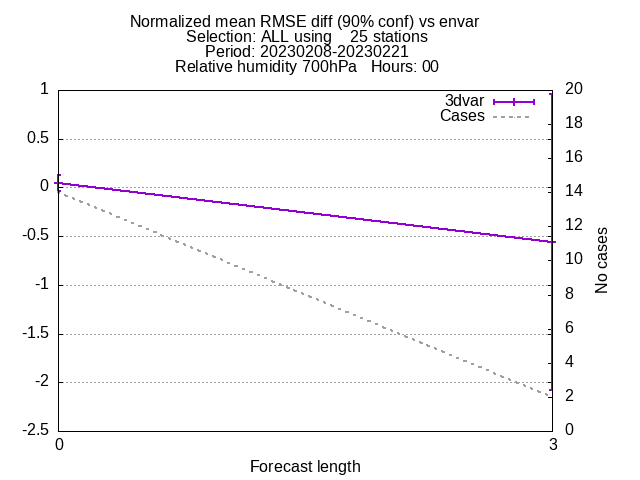 Normalized mean RMSE diff (90% conf) vs envar
Selection: ALL using    25 stations
Period: 20230208-20230221
Relative humidity 700hPa   Hours: 00
3dvar
Cases
1
0.5
0
-0.5
-1
-1.5
-2
-2.5
20
18
16
14
12
10
8
6
4
2
0
No cases
0
3
Forecast length